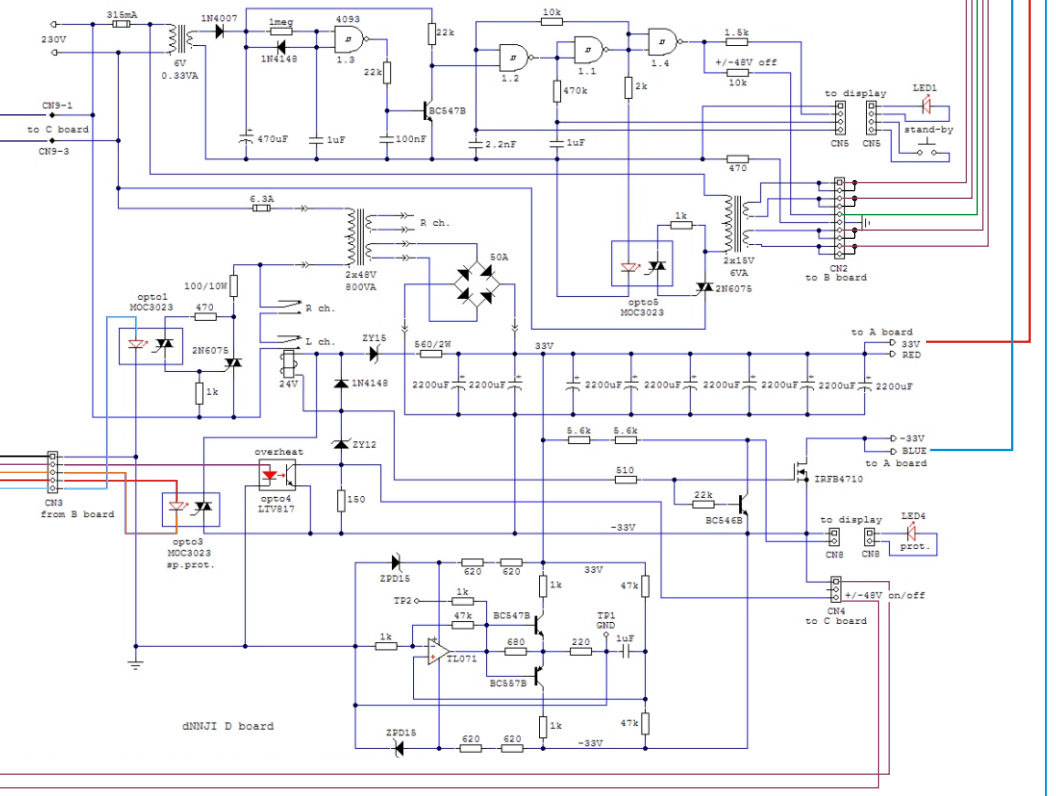 315mA
1N4007
1meg
4093
10k
230V
22k
1.5k
1N4148
1.3
1.2
1.1
1.4
6V
0.33VA
22k
+/-48V off
10k
CN9-1
BC547B
470k
2k
to display
LED1
to C board
470uF
1uF
100nF
2.2nF
1uF
CN5
CN5
stand-by
CN9-3
470
6.3A
R ch.
1k
2x48V
800VA
50A
2x15V
6VA
CN2
to B board
100/10W
opto1
MOC3023
470
R ch.
opto5
MOC3023
2N6075
2N6075
L ch.
ZY15
560/2W
33V
to A board
33V
RED
24V
1N4148
2200uF
2200uF
2200uF
2200uF
2200uF
2200uF
2200uF
1k
5.6k
5.6k
-33V
BLUE
to A board
ZY12
overheat
510
IRFB4710
opto4
LTV817
150
22k
BC546B
CN3
from B board
-33V
to display
LED4
CN8
CN8
prot.
opto3
MOC3023
sp.prot.
ZPD15
620
620
33V
1k
47k
+/-48V on/off
CN4
to C board
TP2
1k
BC547B
TP1
GND
47k
1k
680
220
1uF
TL071
BC557B
dNNJI D board
1k
47k
ZPD15
620
620
-33V